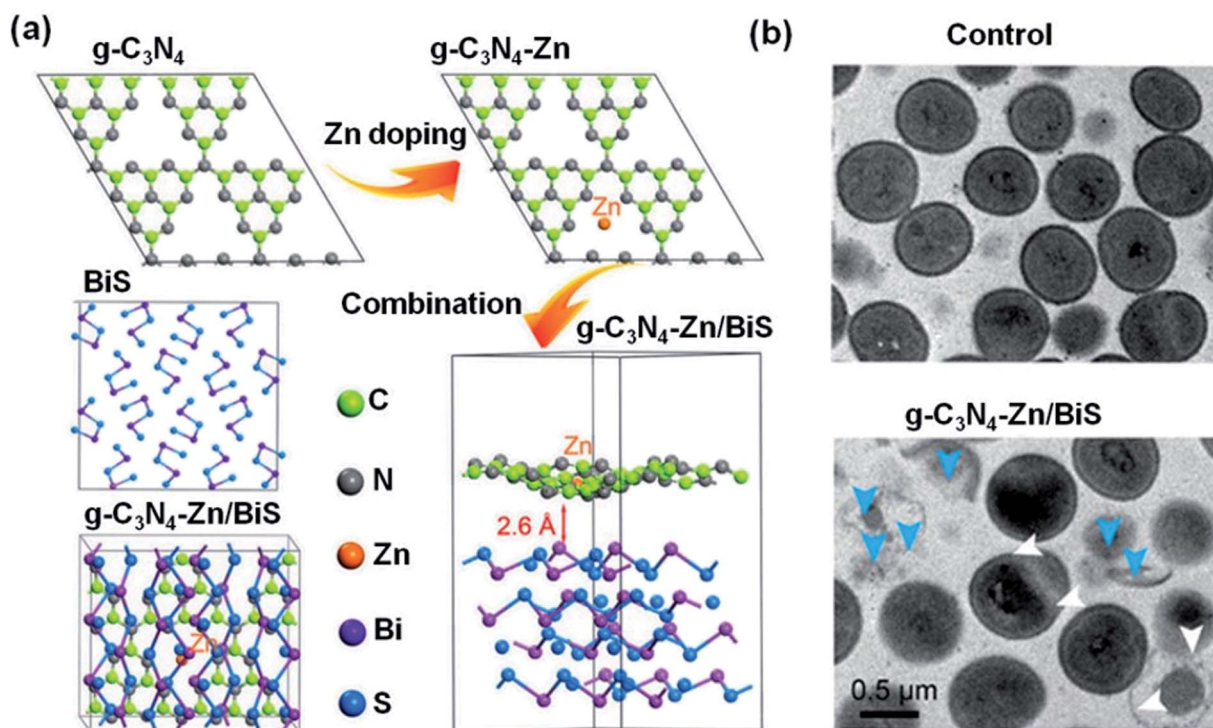 (a)
g-C₃N₄
g-C₃N₄-Zn
Zn doping
Zn
BiS
Combination
g-C₃N₄-Zn/BiS
C
N
Zn
Bi
S
Zn
2.6 Å
g-C₃N₄-Zn/BiS
Zn
(b)
Control
g-C₃N₄-Zn/BiS
0.5 μm